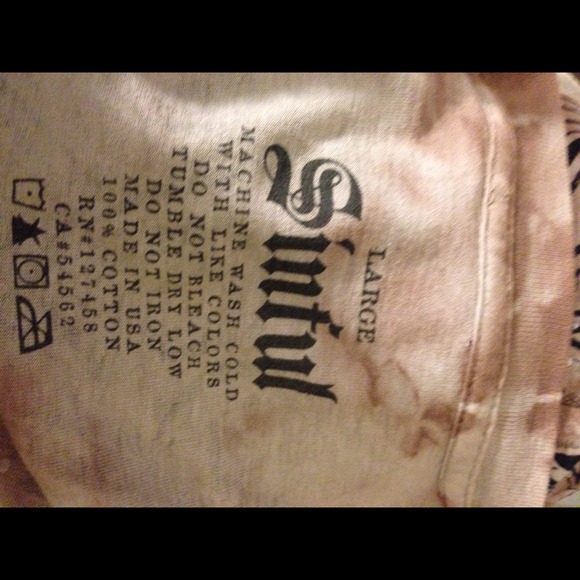 LARGE
Sinful
MACHINE WASH COLD
WITH LIKE COLORS
DO NOT BLEACH
TUMBLE DRY LOW
DO NOT IRON
MADE IN USA
100% COTTON
RN#127458
CA#54562